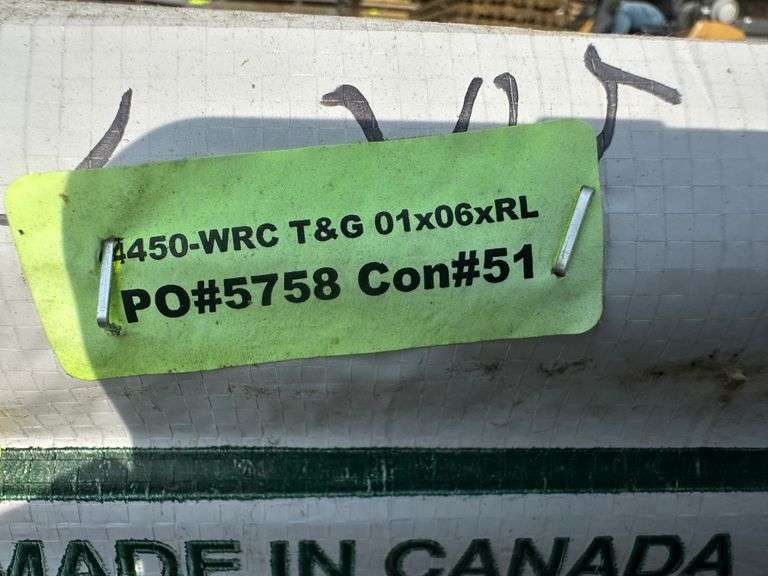 4450-WRC T&G 01x06xRL
PO#5758 Con#51
MADE IN CANADA